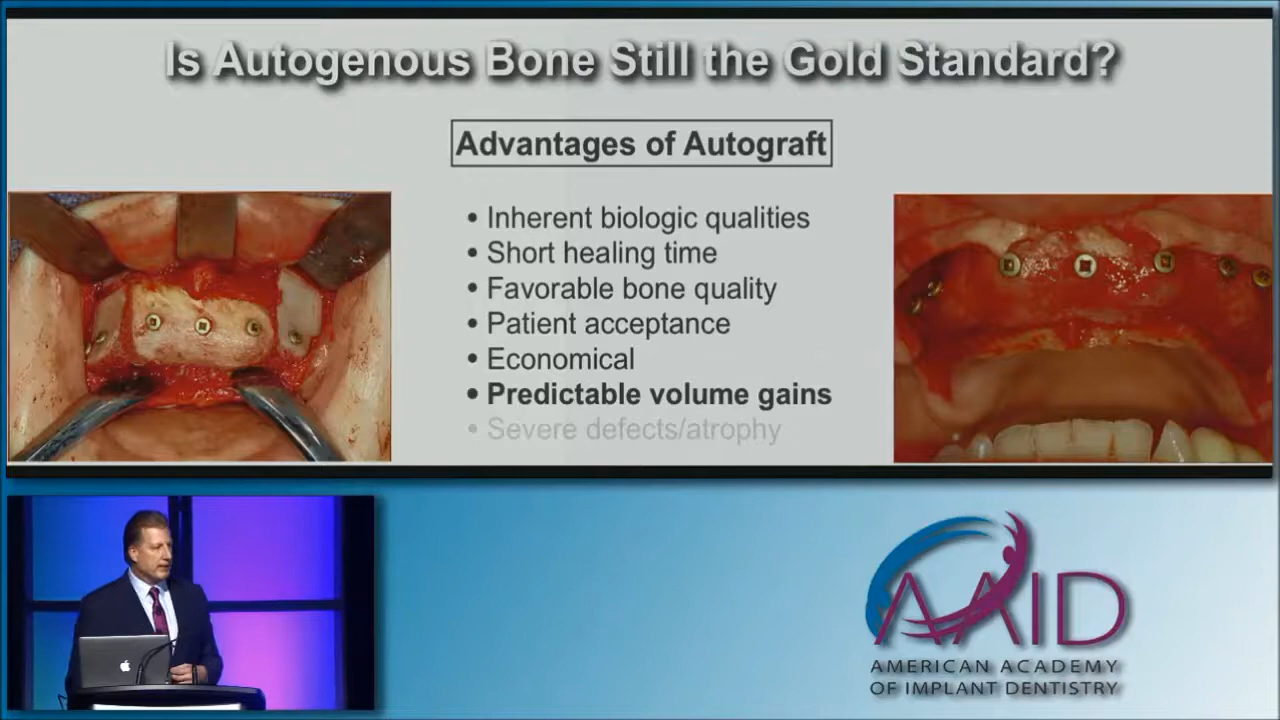 Is Autogenous Bone Still the Gold Standard?
Advantages of Autograft
• Inherent biologic qualities
• Short healing time
• Favorable bone quality
• Patient acceptance
• Economical
• Predictable volume gains
• Severe defects/atrophy
AAID
AMERICAN ACADEMY
OF IMPLANT DENTISTRY